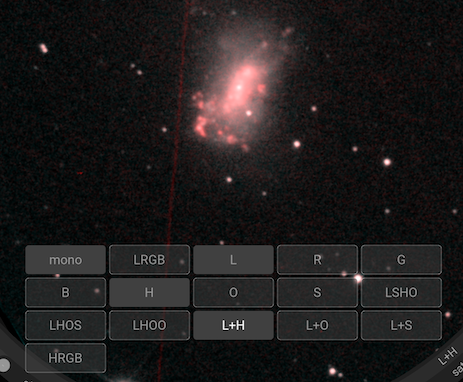 mono LRGB L R G
B H O S LSHO
LHOS LHOO L+H L+O L+S
HRGB
L+H